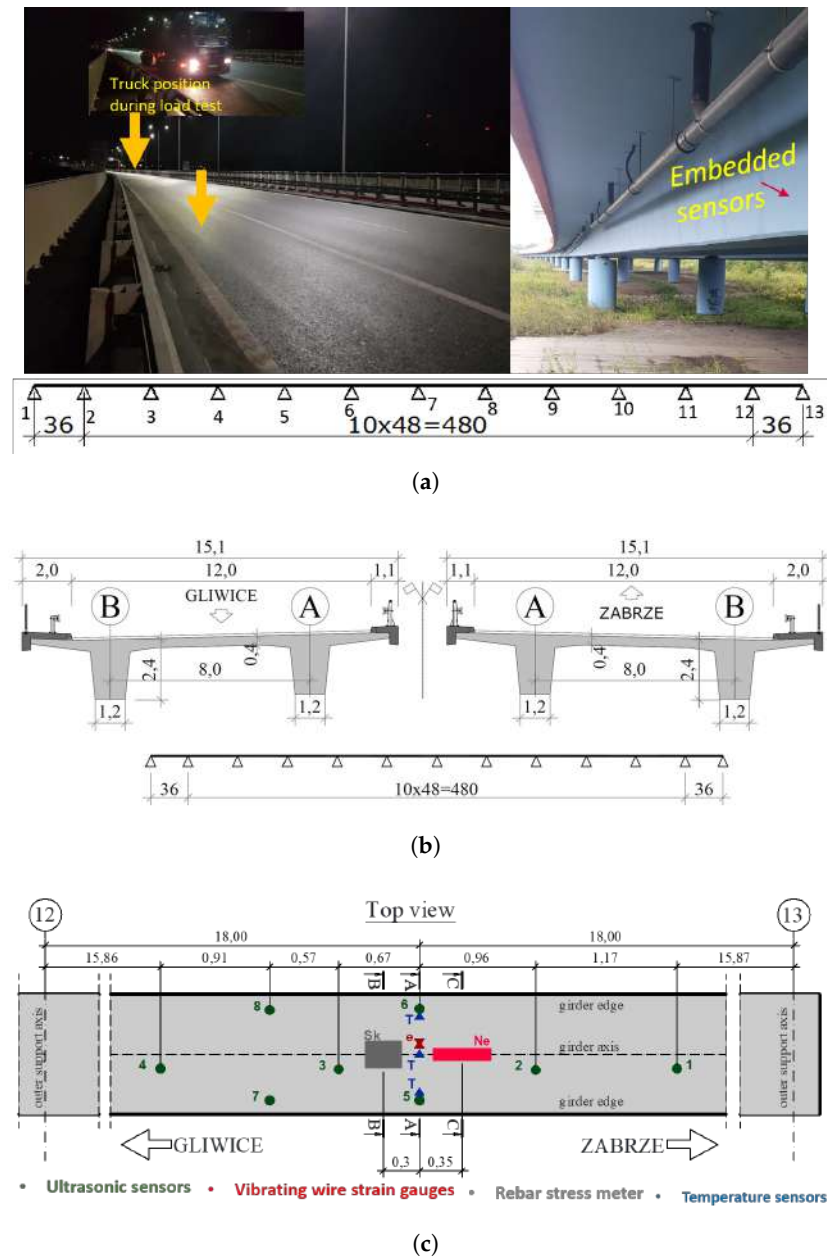 Truck position
during load test
Embedded
sensors
1 2 3 4 5 6 7 8 9 10 11 12 13
36 10x48=480 36
(a)
15,1 15,1
2,0 12,0 1,1 1,1 12,0 2,0
B GLIWICE A A ZABRZE B
2,4 8,0 0,4 0,4 8,0 2,4
1,2 1,2 1,2 1,2
36 10x48=480 36
(b)
12 Top view 13
18,00 18,00
15,86 0,91 0,57 0,67 0,96 1,17 15,87
B A C
8 6 girder edge
T
outer support axis Sk e Ne girder axis outer support axis
4 3 T 2 1
T
7 5 girder edge
B A C
GLIWICE 0,3 0,35 ZABRZE
• Ultrasonic sensors • Vibrating wire strain gauges • Rebar stress meter • Temperature sensors
(c)